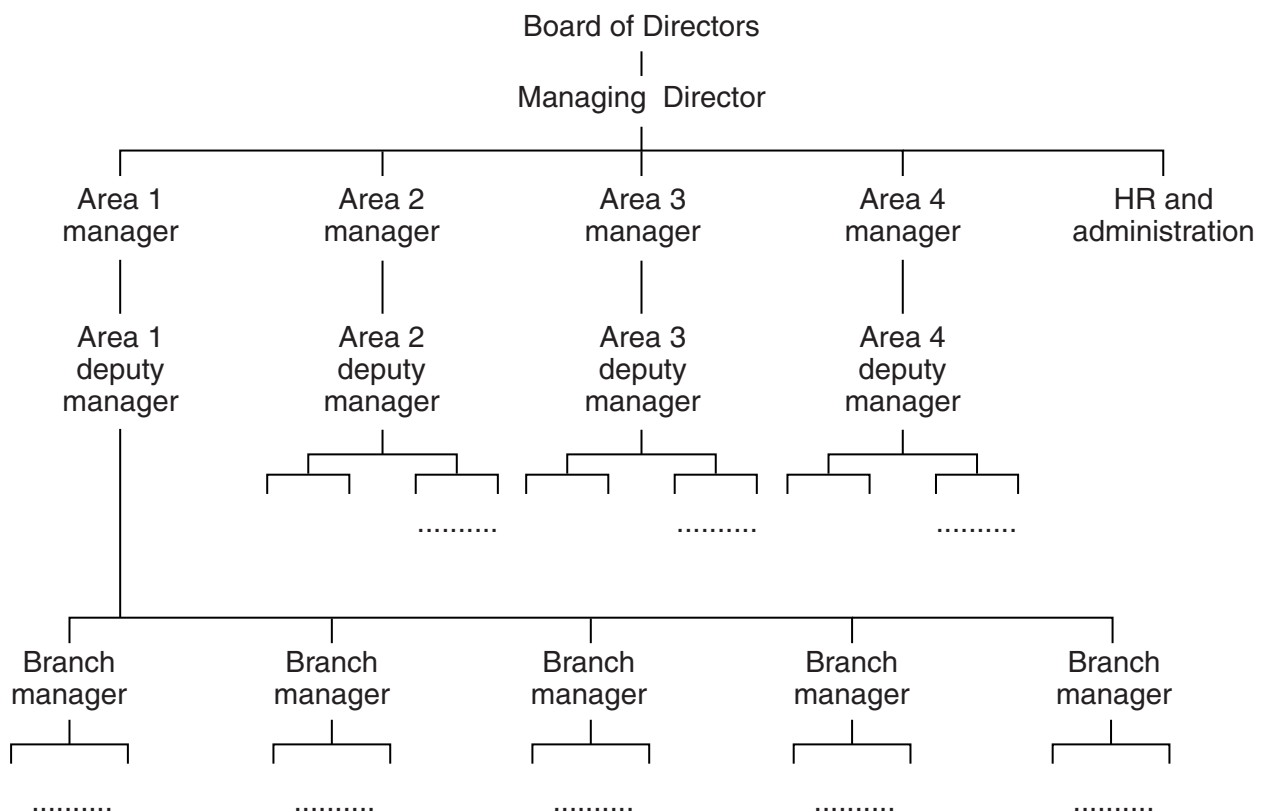 Board of Directors
Managing Director
Area 1
manager
Area 2
manager
Area 3
manager
Area 4
manager
HR and
administration
Area 1
deputy
manager
Area 2
deputy
manager
Area 3
deputy
manager
Area 4
deputy
manager
..........
..........
..........
Branch
manager
Branch
manager
Branch
manager
Branch
manager
Branch
manager
..........
..........
..........
..........
..........